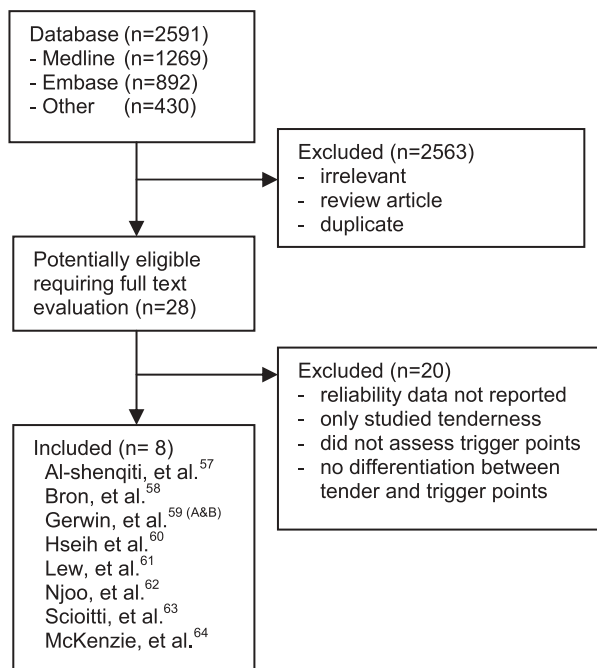 Database (n=2591)
- Medline (n=1269)
- Embase (n=892)
- Other (n=430)
Excluded (n=2563)
- irrelevant
- review article
- duplicate
Potentially eligible
requiring full text
evaluation (n=28)
Excluded (n=20)
- reliability data not reported
- only studied tenderness
- did not assess trigger points
- no differentiation between
tender and trigger points
Included (n= 8)
Al-shenqiti, et al.57
Bron, et al.58
Gerwin, et al.59 (A&B)
Hseih et al.60
Lew, et al.61
Njoo, et al.62
Scioitti, et al.63
McKenzie, et al.64